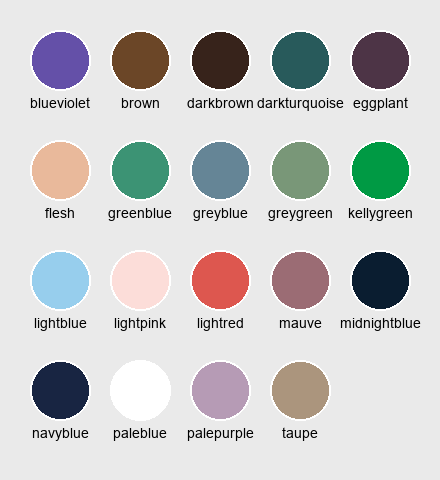 blueviolet brown darkbrown darkturquoise eggplant
flesh greenblue greyblue greygreen kellygreen
lightblue lightpink lightred mauve midnightblue
navyblue paleblue palepurple taupe